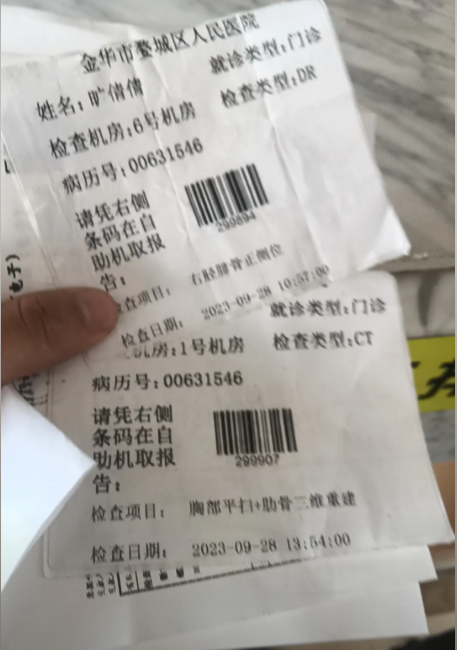 金华市婺城区人民医院
姓名：旷倩倩 就诊类型：门诊
检查机房：6号机房 检查类型：DR
病历号：00631546
请凭右侧
条码在自
助机取报
告：
299894
检查项目： 右胫腓骨正侧位
检查日期： 2023-09-28 10:57:00
就诊类型：门诊
机房：1号机房 检查类型：CT
病历号：00631546
请凭右侧
条码在自
助机取报
告：
299907
检查项目： 胸部平扫+肋骨三维重建
检查日期： 2023-09-28 13:54:00